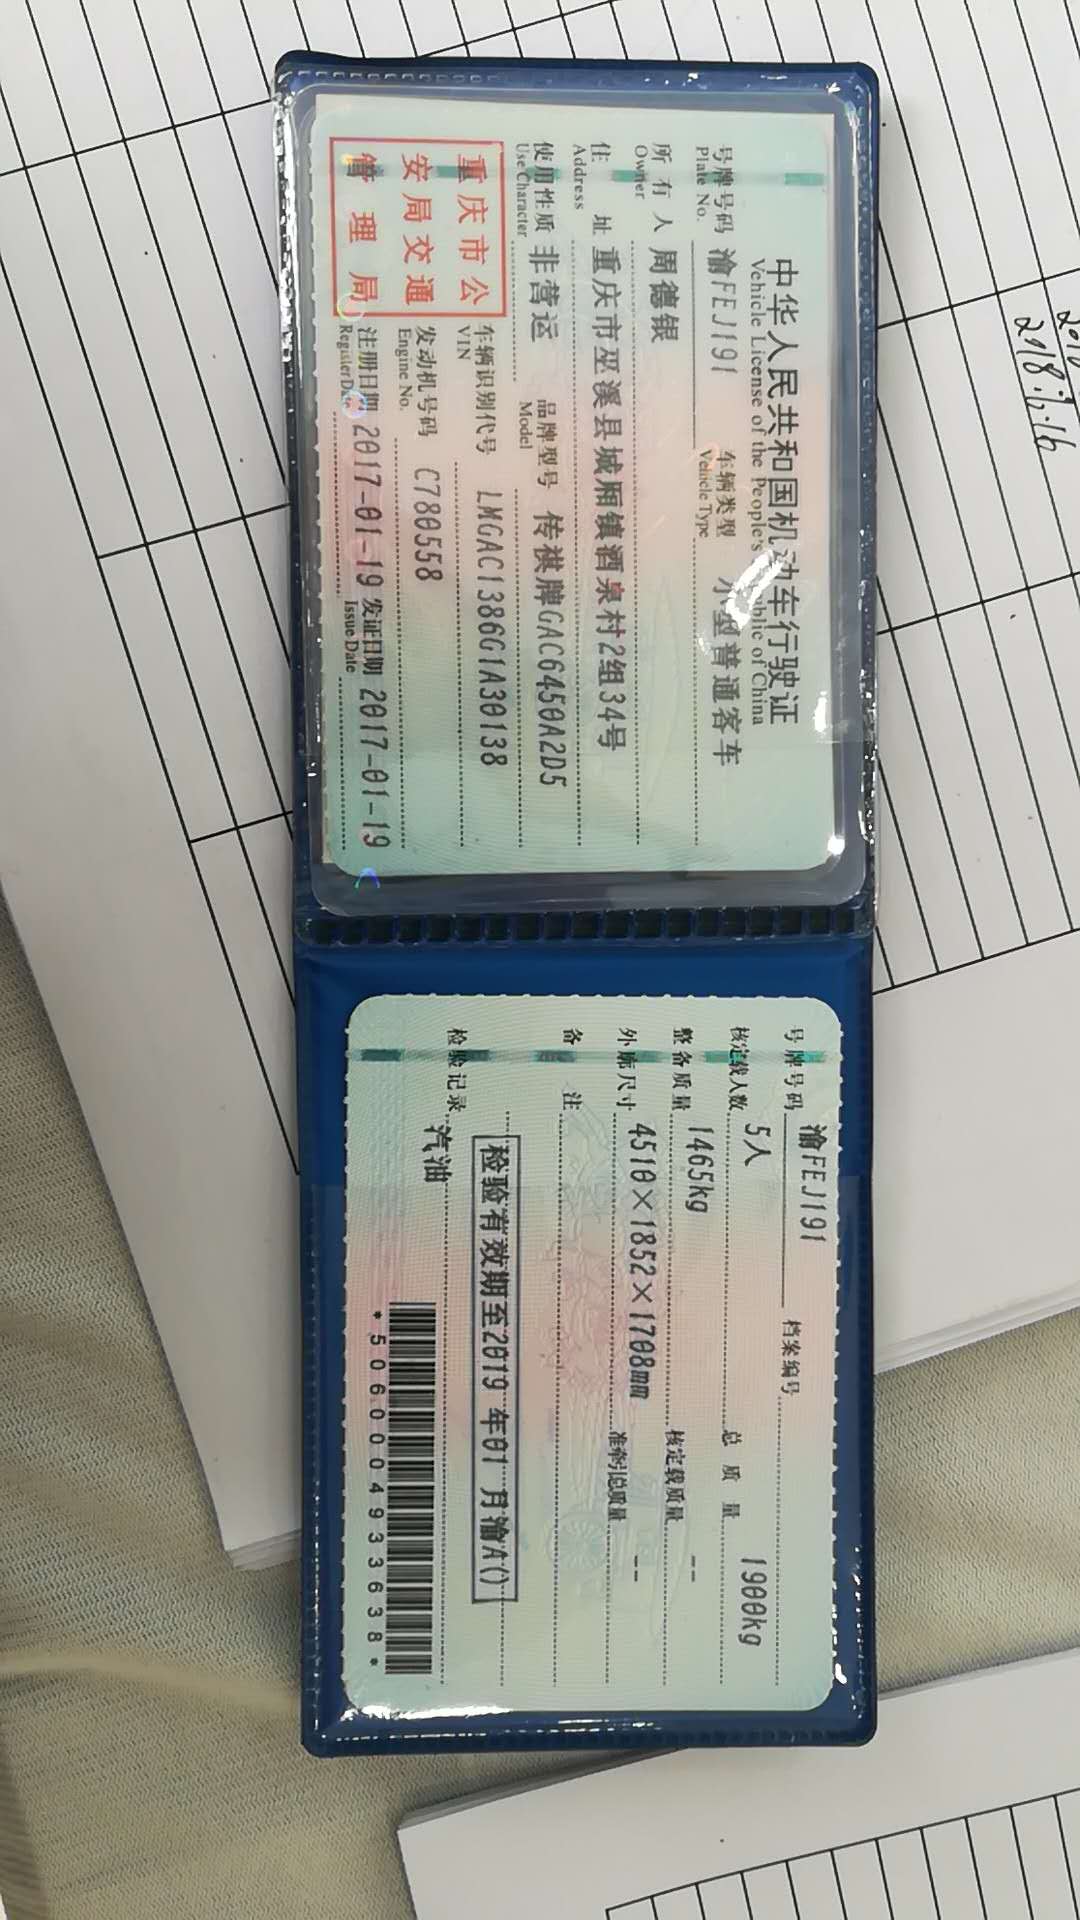 中华人民共和国机动车行驶证
Vehicle License of the People's Republic of China
号牌号码 渝FEJ191 车辆类型 小型普通客车
Plate No. Vehicle Type
所有人 周德银
Owner
住址 重庆市巫溪县城厢镇酒泉村2组34号
Address
使用性质 非营运 品牌型号 传祺牌GAC6450A2D5
Use Character Model
重庆市公
安局交通
管理局
车辆识别代号 LMGAC1386G1A30138
VIN
发动机号码 C780558
Engine No.
注册日期 2017-01-19 发证日期 2017-01-19
Register Date Issue Date
号牌号码 渝FEJ191 档案编号
核定载人数 5人 总质量 1900kg
整备质量 1465kg 核定载质量 --
外廓尺寸 4510×1852×1708mm 准牵引总质量 --
备注
检验有效期至2019年01月渝A()
检验记录
汽油
*5060004933638*